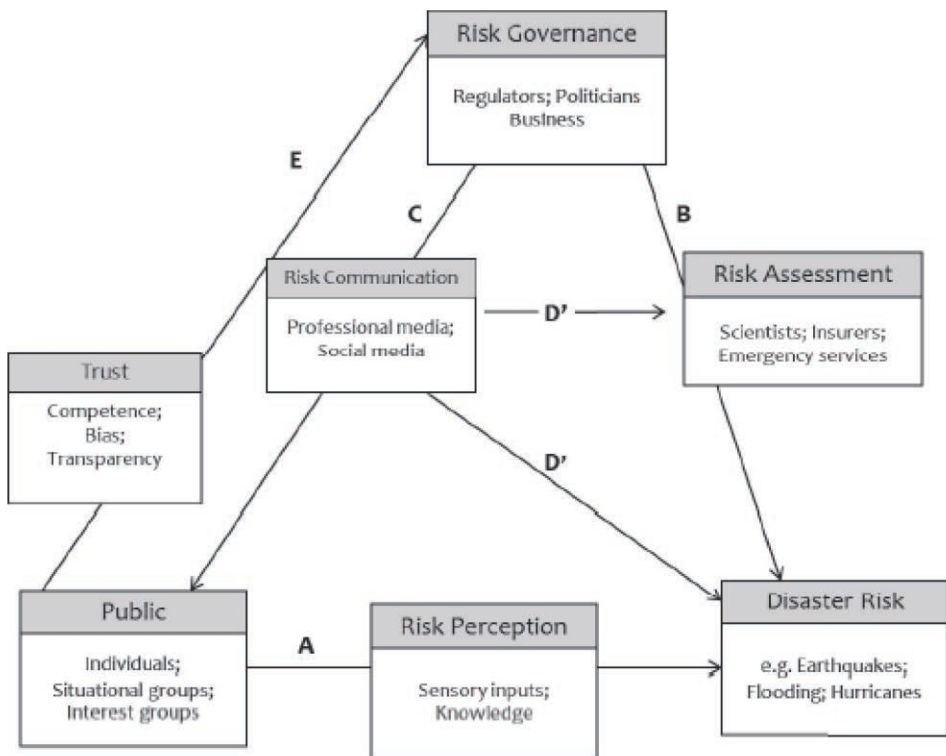 Risk Governance
Regulators; Politicians
Business
E
C
B
Risk Communication
Professional media;
Social media
D'
Risk Assessment
Scientists; Insurers;
Emergency services
Trust
Competence;
Bias;
Transparency
D'
Public
Individuals;
Situational groups;
Interest groups
A
Risk Perception
Sensory inputs;
Knowledge
Disaster Risk
e.g. Earthquakes;
Flooding; Hurricanes